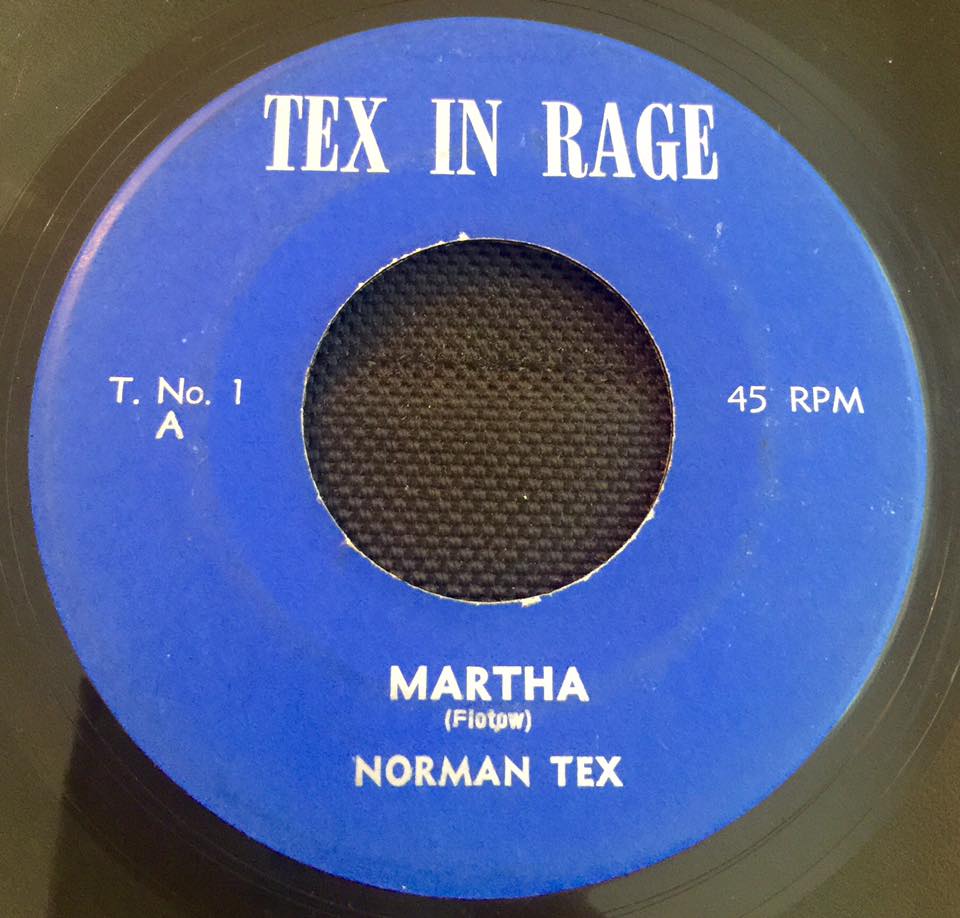 TEX IN RAGE
T. No. 1
A
45 RPM
MARTHA
(Flotow)
NORMAN TEX